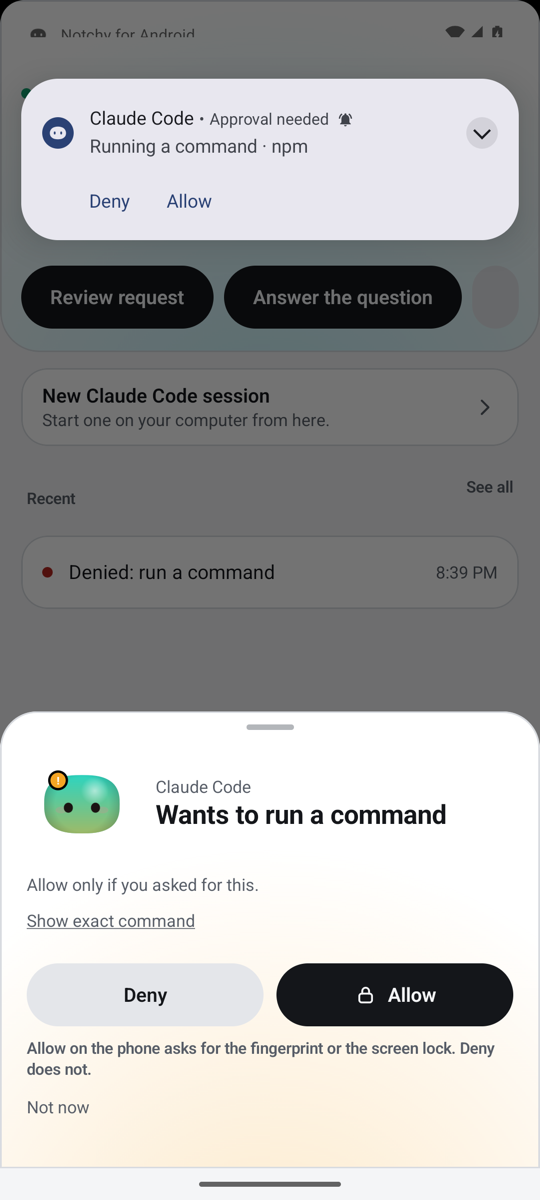 Notchy for Android
Claude Code • Approval needed
Running a command · npm
Deny Allow
Review request Answer the question
New Claude Code session
Start one on your computer from here.
See all
Recent
Denied: run a command 8:39 PM
Claude Code
Wants to run a command
Allow only if you asked for this.
Show exact command
Deny Allow
Allow on the phone asks for the fingerprint or the screen lock. Deny
does not.
Not now